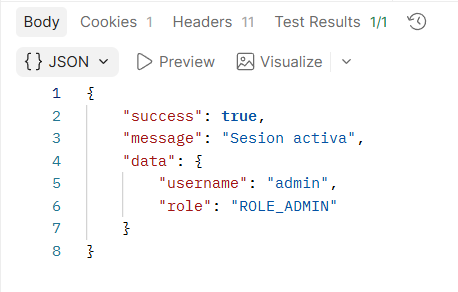 Body Cookies 1 Headers 11 Test Results 1/1
{} JSON Preview Visualize
1 {
2 "success": true,
3 "message": "Sesion activa",
4 "data": {
5 "username": "admin",
6 "role": "ROLE_ADMIN"
7 }
8 }